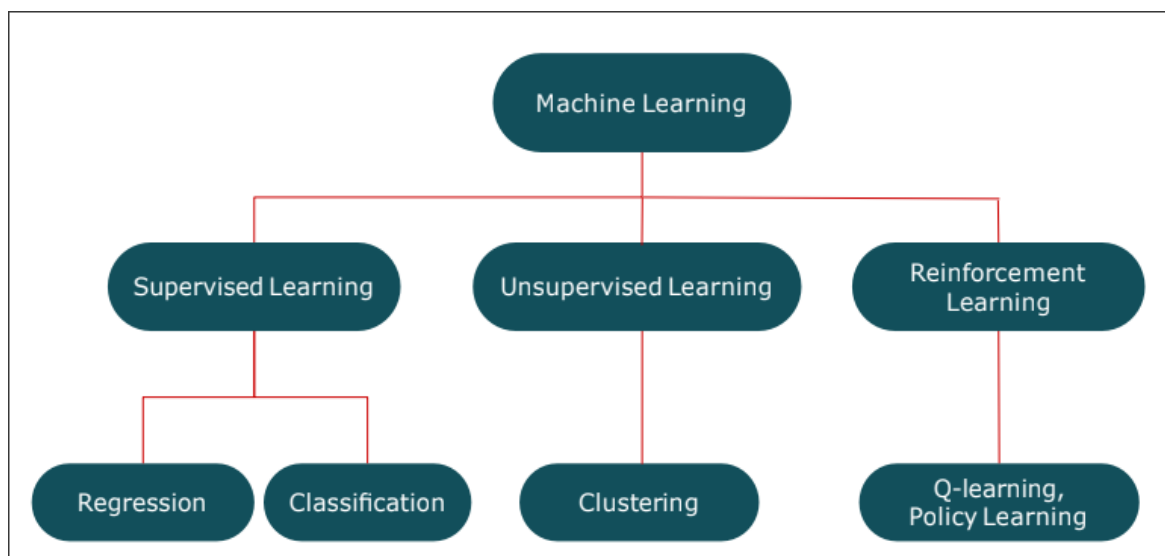 Machine Learning
Supervised Learning
Unsupervised Learning
Reinforcement
Learning
Regression
Classification
Clustering
Q-learning,
Policy Learning